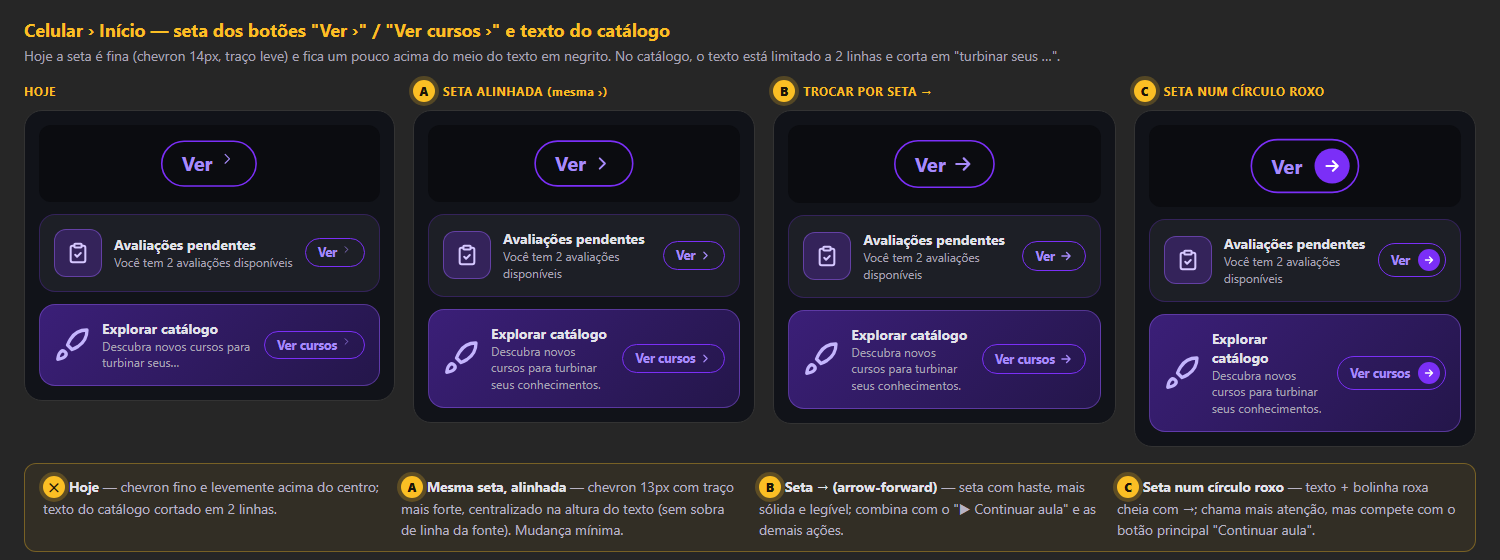 Celular › Início — seta dos botões "Ver ›" / "Ver cursos ›" e texto do catálogo
Hoje a seta é fina (chevron 14px, traço leve) e fica um pouco acima do meio do texto em negrito. No catálogo, o texto está limitado a 2 linhas e corta em "turbinar seus ...".
HOJE
Ver ›
Avaliações pendentes
Você tem 2 avaliações disponíveis
Ver ›
Explorar catálogo
Descubra novos cursos para
turbinar seus...
Ver cursos ›
A SETA ALINHADA (mesma ›)
Ver ›
Avaliações pendentes
Você tem 2 avaliações
disponíveis
Ver ›
Explorar catálogo
Descubra novos
cursos para turbinar
seus conhecimentos.
Ver cursos ›
B TROCAR POR SETA →
Ver →
Avaliações pendentes
Você tem 2 avaliações
disponíveis
Ver →
Explorar catálogo
Descubra novos
cursos para turbinar
seus conhecimentos.
Ver cursos →
C SETA NUM CÍRCULO ROXO
Ver →
Avaliações pendentes
Você tem 2 avaliações
disponíveis
Ver →
Explorar
catálogo
Descubra novos
cursos para turbinar
seus conhecimentos.
Ver cursos →
✕ Hoje — chevron fino e levemente acima do centro;
texto do catálogo cortado em 2 linhas.
A Mesma seta, alinhada — chevron 13px com traço
mais forte, centralizado na altura do texto (sem sobra
de linha da fonte). Mudança mínima.
B Seta → (arrow-forward) — seta com haste, mais
sólida e legível; combina com o "▶ Continuar aula" e as
demais ações.
C Seta num círculo roxo — texto + bolinha roxa
cheia com →; chama mais atenção, mas compete com o
botão principal "Continuar aula".